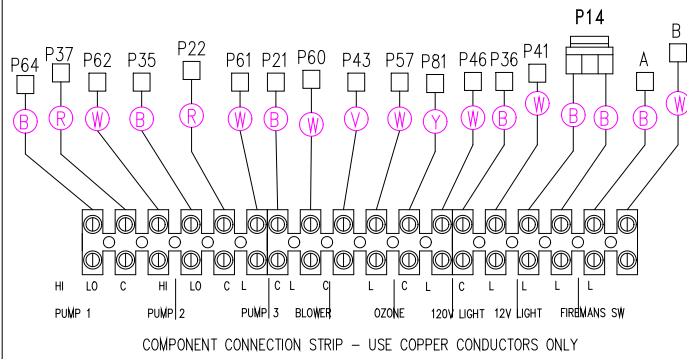 P14
P64 P37 P62 P35 P22 P61 P21 P60 P43 P57 P81 P46 P36 P41 A B
B R W B R W B W V W Y W B W B B B W
HI LO C HI LO C L C L C L C L C L L L L
PUMP 1 PUMP 2 PUMP 3 BLOWER OZONE 120V LIGHT 12V LIGHT FIREMANS SW
COMPONENT CONNECTION STRIP – USE COPPER CONDUCTORS ONLY